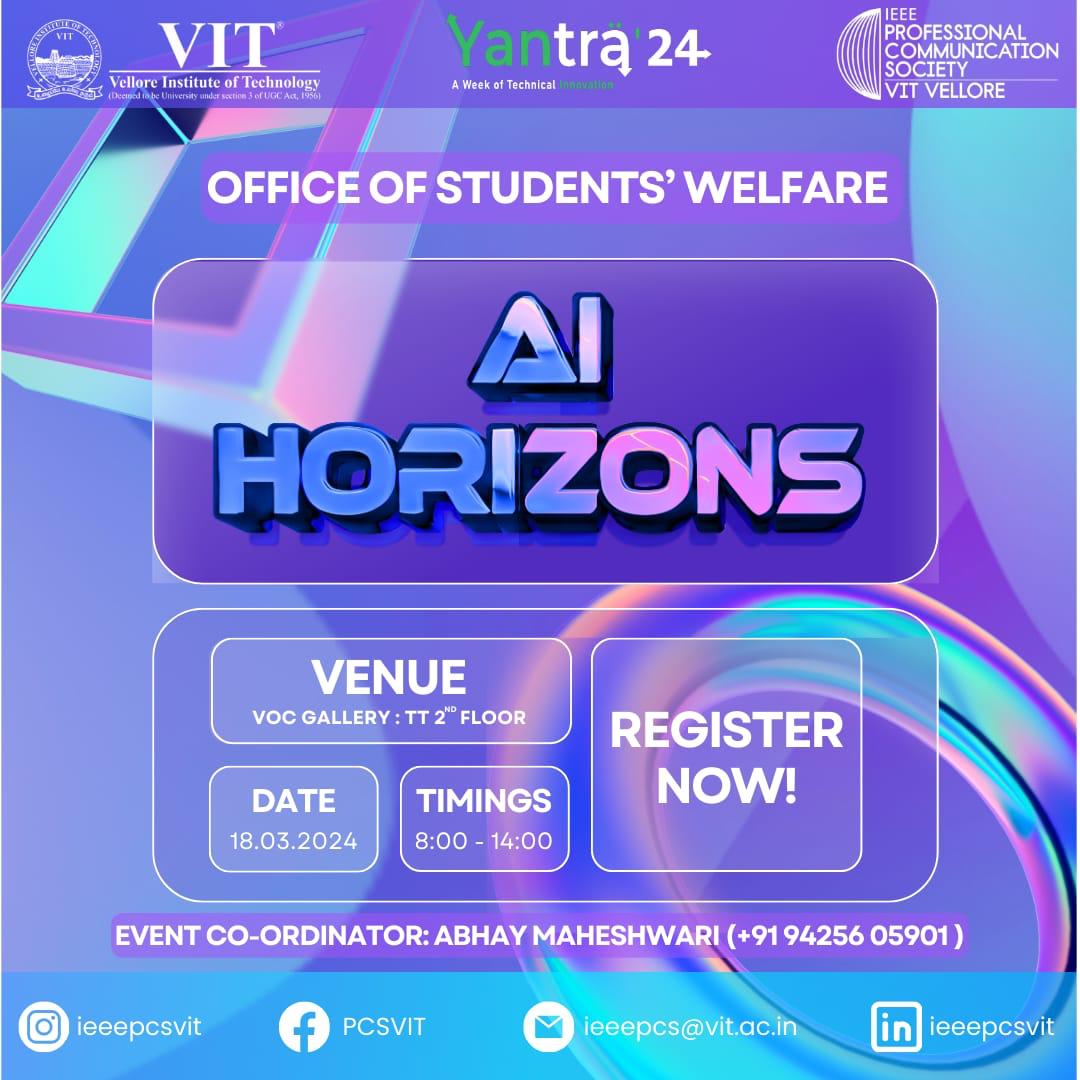 VIT
VIT®
Vellore Institute of Technology
(Deemed to be University under section 3 of UGC Act, 1956)
Yantra'24
A Week of Technical Innovation
IEEE
PROFESSIONAL
COMMUNICATION
SOCIETY
VIT VELLORE
OFFICE OF STUDENTS' WELFARE
AI
HORIZONS
VENUE
VOC GALLERY : TT 2ND FLOOR
DATE
18.03.2024
TIMINGS
8:00 - 14:00
REGISTER
NOW!
EVENT CO-ORDINATOR: ABHAY MAHESHWARI (+91 94256 05901 )
ieeepcsvit
PCSVIT
ieeepcs@vit.ac.in
ieeepcsvit